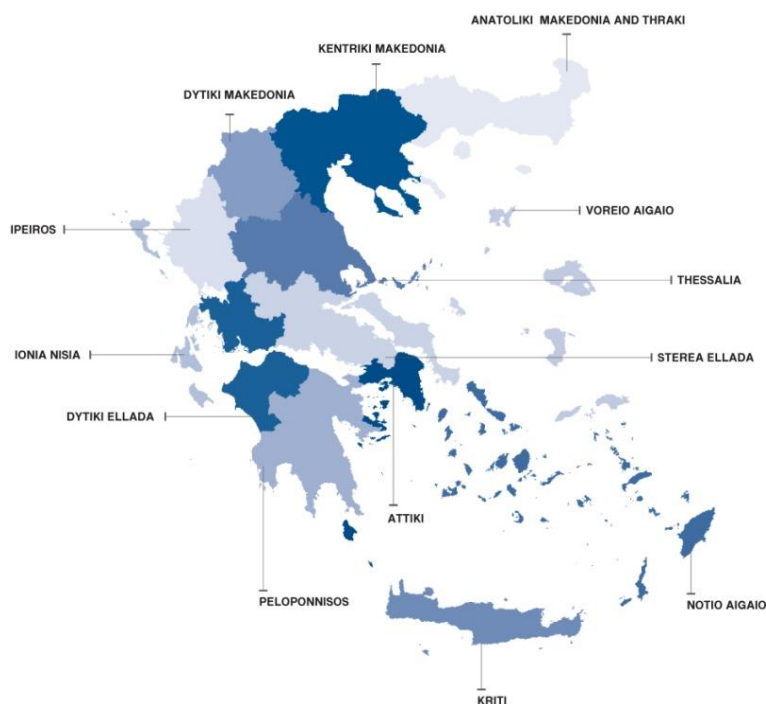 ANATOLIKI MAKEDONIA AND THRAKI
KENTRIKI MAKEDONIA
DYTIKI MAKEDONIA
VOREIO AIGAIO
IPEIROS
THESSALIA
IONIA NISIA
STEREA ELLADA
DYTIKI ELLADA
ATTIKI
PELOPONNISOS
NOTIO AIGAIO
KRITI